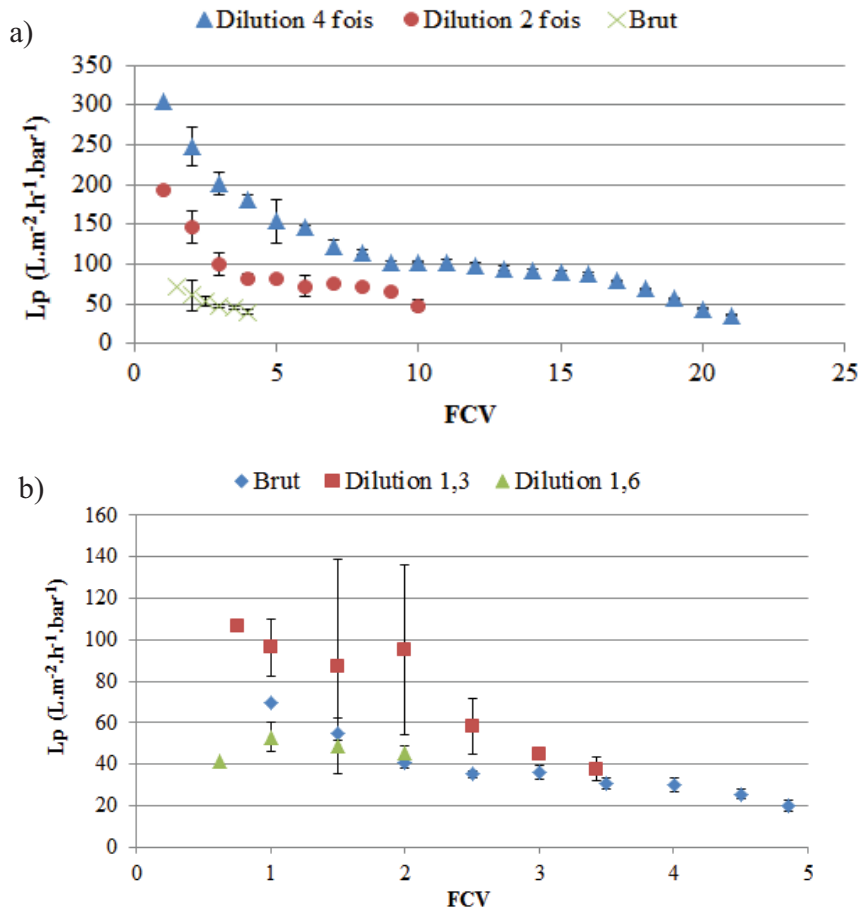 a)
Dilution 4 fois Dilution 2 fois Brut
Lp (L.m-2.h-1.bar-1)
350
300
250
200
150
100
50
0
0 5 10 15 20 25
FCV
b)
Brut Dilution 1,3 Dilution 1,6
Lp (L.m-2.h-1.bar-1)
160
140
120
100
80
60
40
20
0
0 1 2 3 4 5
FCV